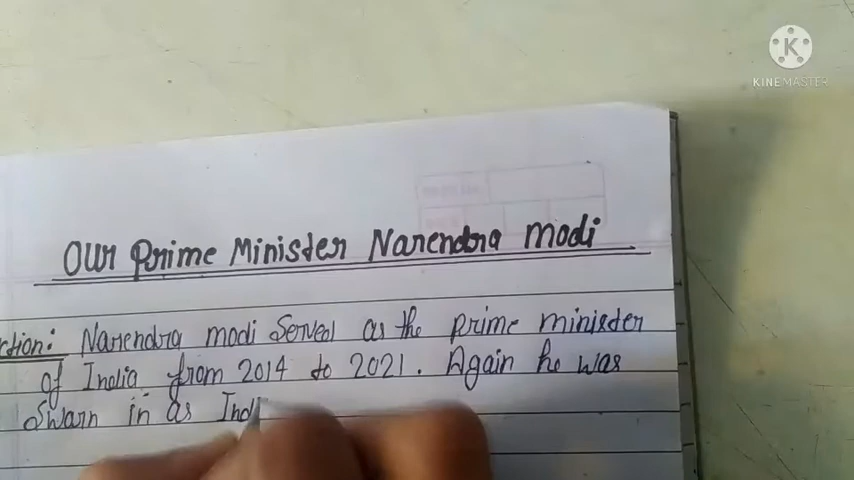 KINEMASTER
Our Prime Minister Narendra modi
ction: Narendra modi Served as the prime minister
of India from 2014 to 2021. Again he was
Swarn in as Ind